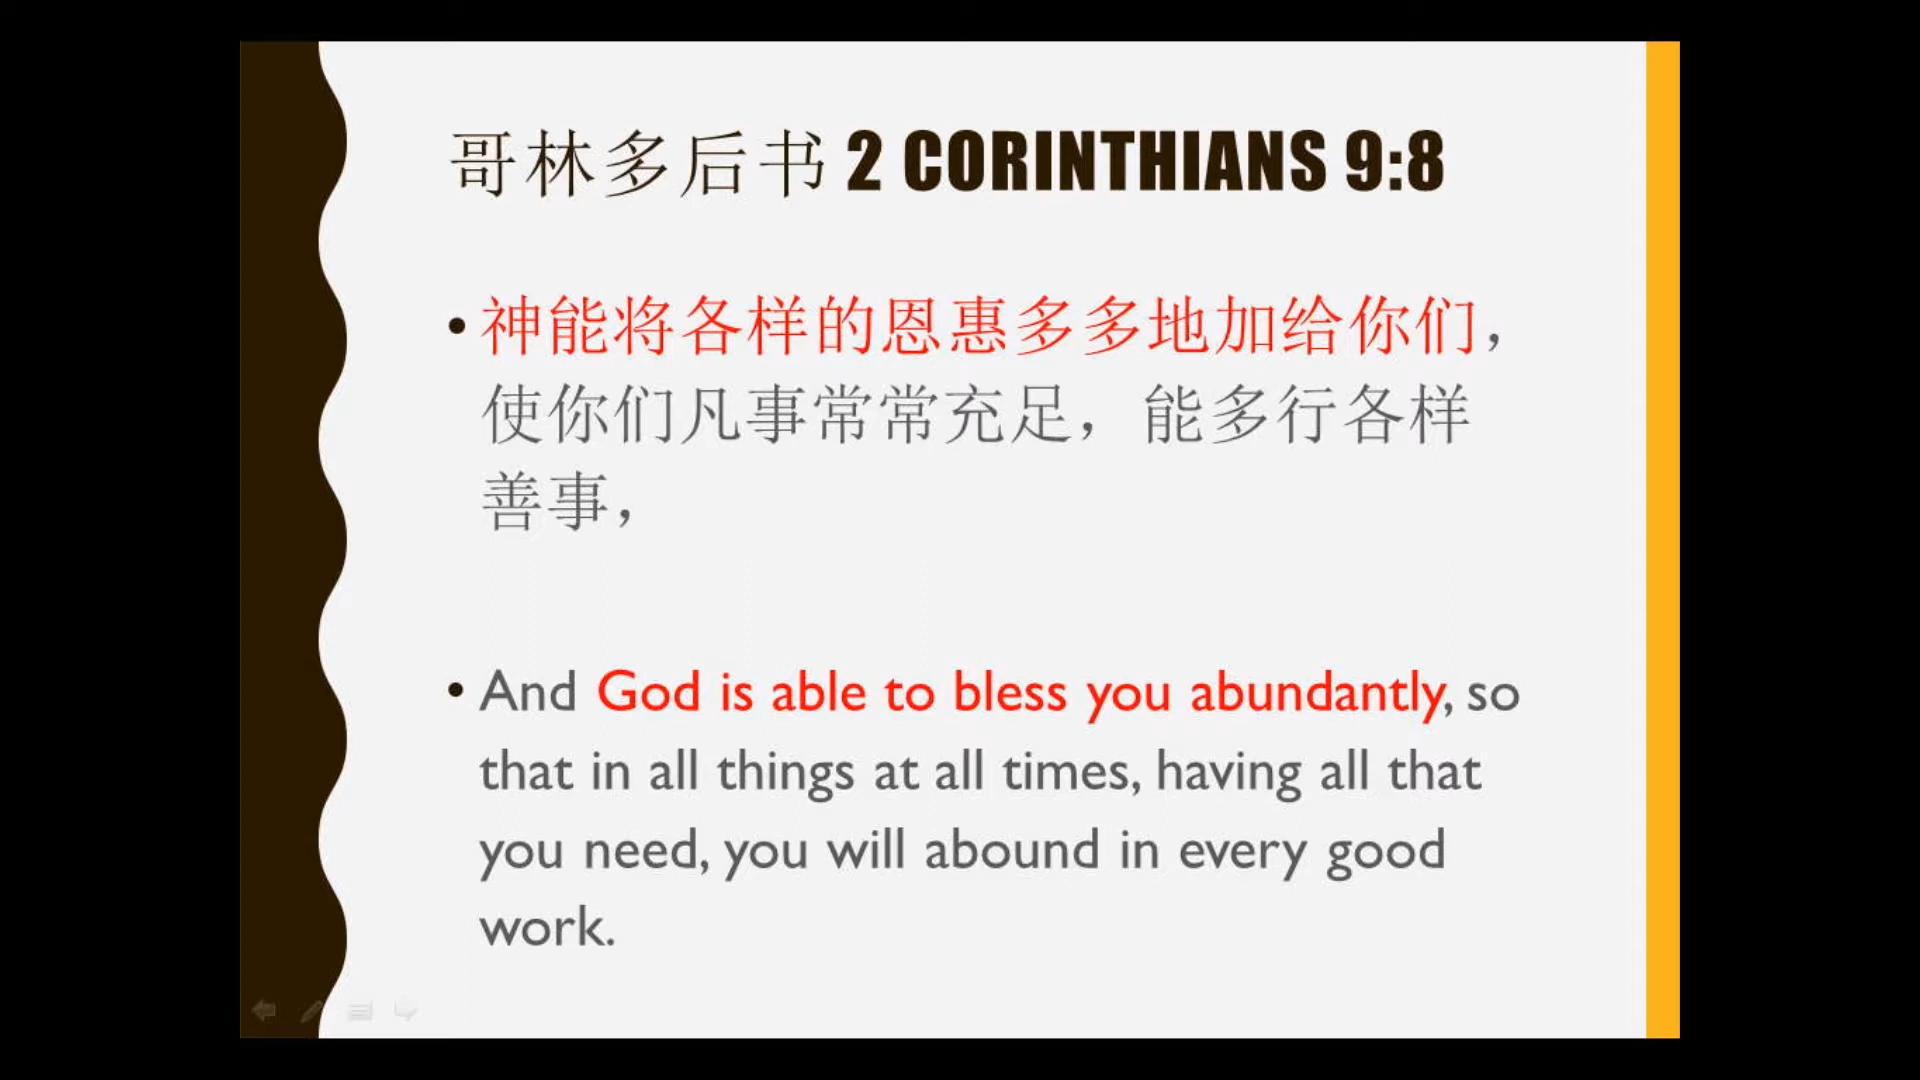 哥林多后书 2 CORINTHIANS 9:8
• 神能将各样的恩惠多多地加给你们，
使你们凡事常常充足，能多行各样
善事，
• And God is able to bless you abundantly, so
that in all things at all times, having all that
you need, you will abound in every good
work.